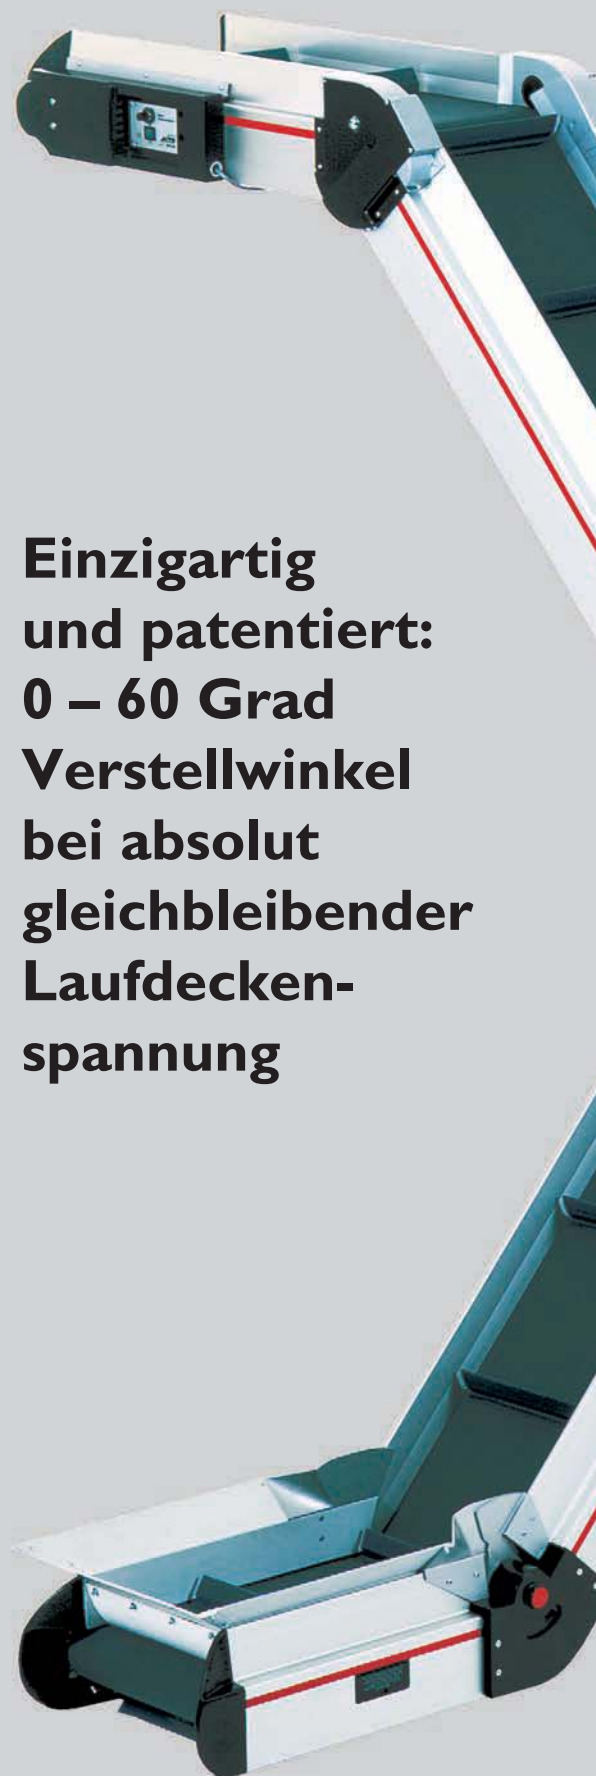 Einzigartig
und patentiert:
0 – 60 Grad
Verstellwinkel
bei absolut
gleichbleibender
Laufdecken-
spannung